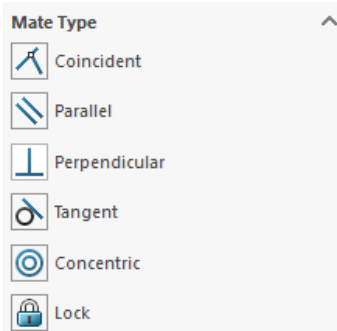 Mate Type
Coincident
Parallel
Perpendicular
Tangent
Concentric
Lock